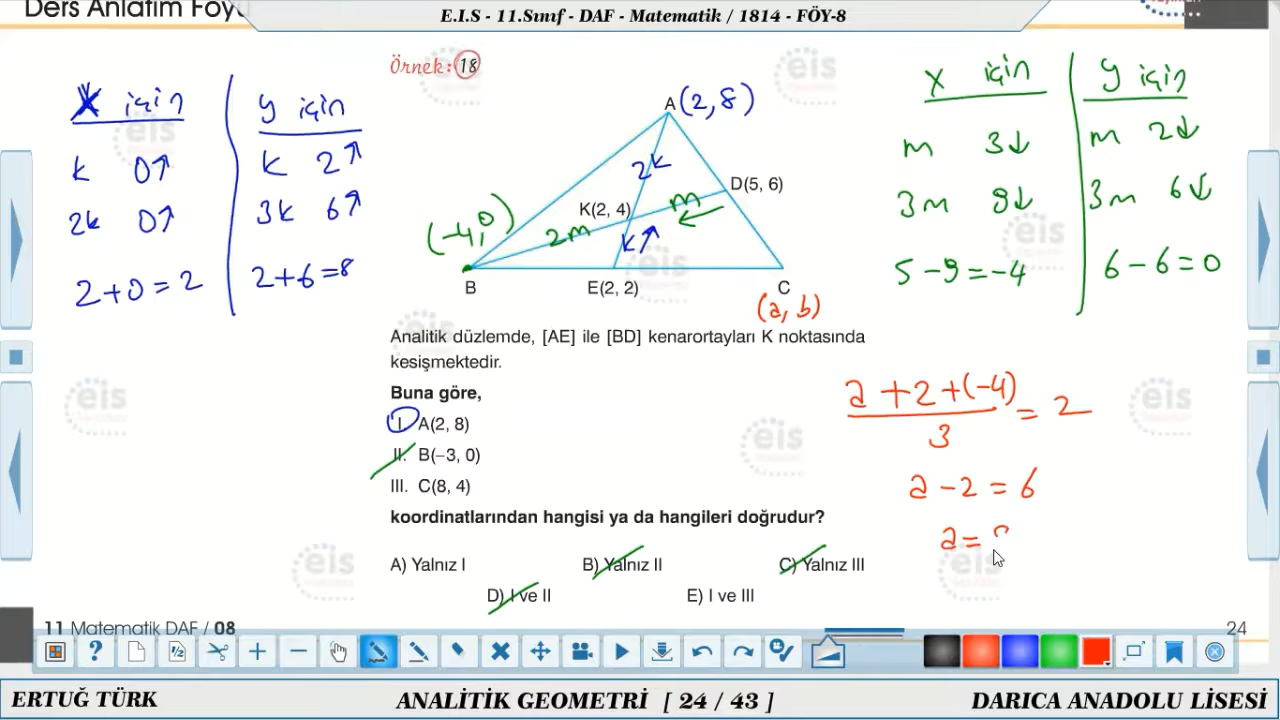 Ders Anlatım Föyü
E.I.S - 11.Sınıf - DAF - Matematik / 1814 - FÖY-8
Örnek: 18
x için
y için
k 0↑
k 2↑
2k 0↑
3k 6↑
2+0=2
2+6=8
A (2,8)
D(5, 6)
K(2, 4)
2k
m
2m
k↑
(-4,0)
B
E(2, 2)
C
(a, b)
x için
y için
m 3↓
m 2↓
3m 9↓
3m 6↓
5-9=-4
6-6=0
Analitik düzlemde, [AE] ile [BD] kenarortayları K noktasında
kesişmektedir.
Buna göre,
I. A(2, 8)
II. B(–3, 0)
III. C(8, 4)
koordinatlarından hangisi ya da hangileri doğrudur?
A) Yalnız I B) Yalnız II C) Yalnız III
D) I ve II E) I ve III
a+2+(-4)
3
= 2
a-2=6
a=
11 Matematik DAF / 08
24
ERTUĞ TÜRK
ANALİTİK GEOMETRİ [ 24 / 43 ]
DARICA ANADOLU LİSESİ